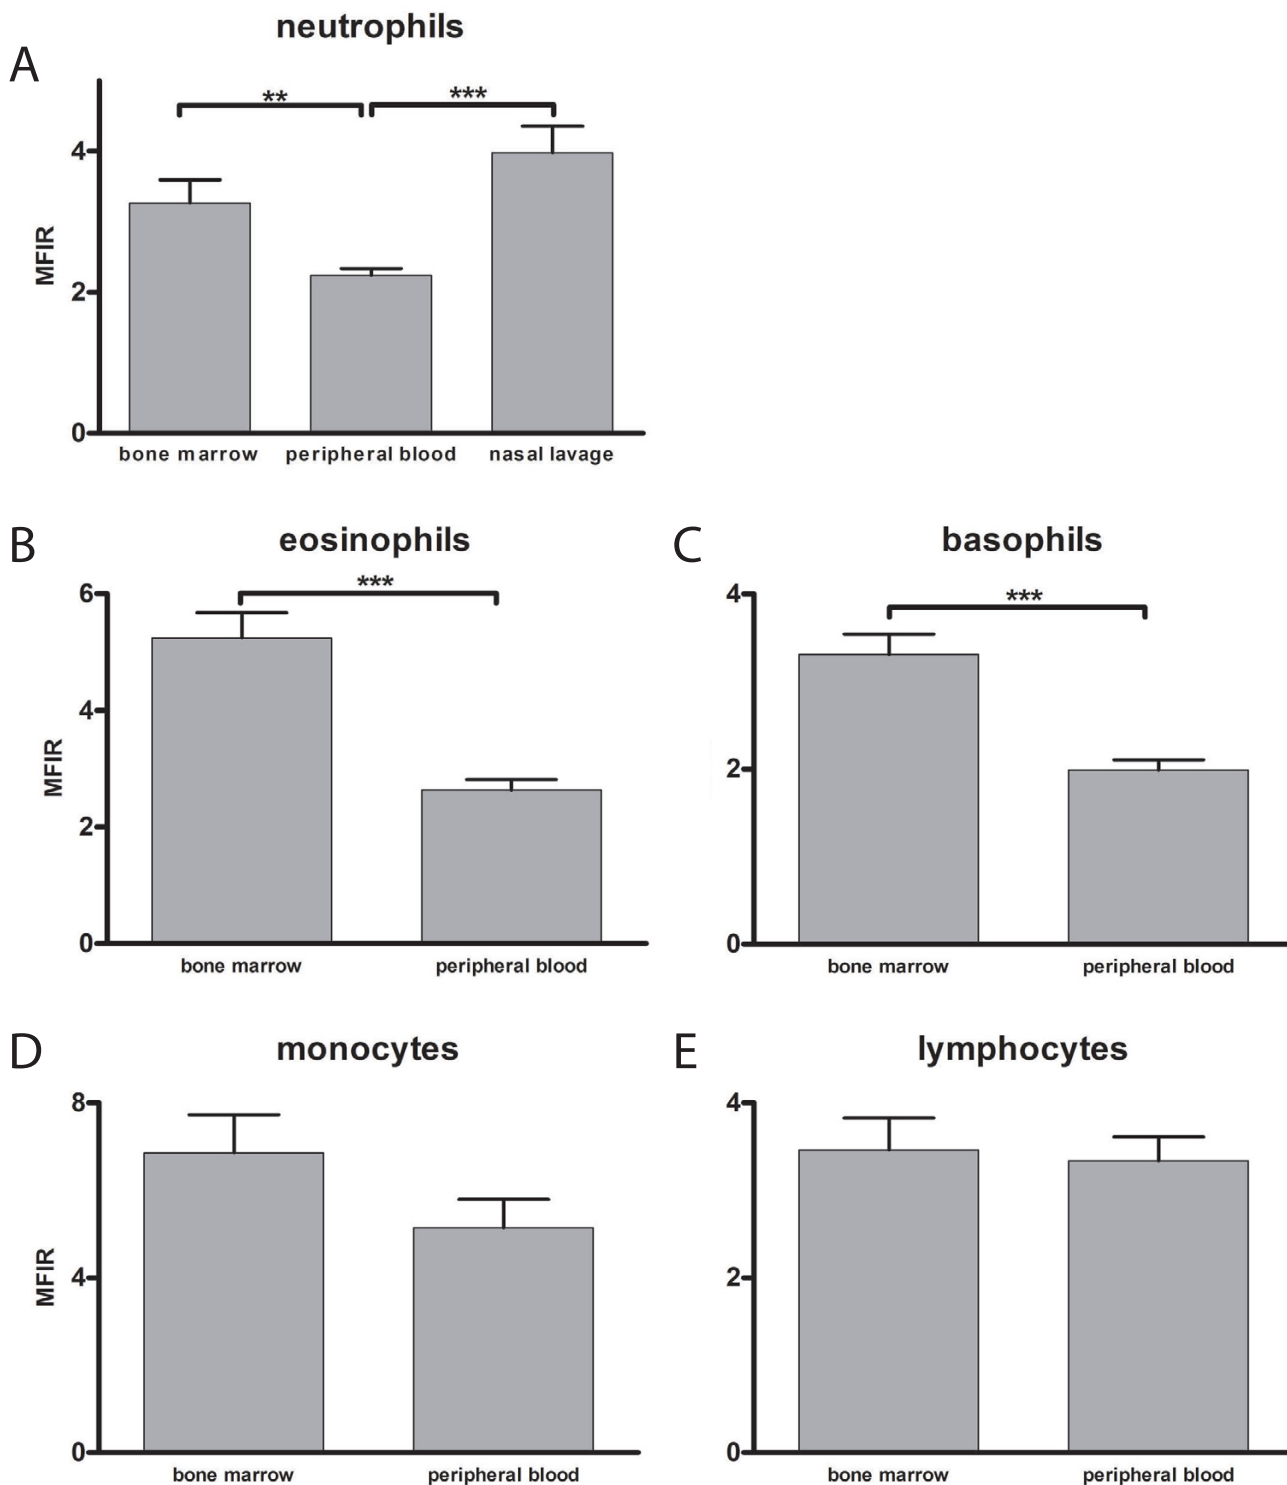 neutrophils
A
** ***
4
MFIR
2
0
bone marrow peripheral blood nasal lavage
B eosinophils
***
6
4
MFIR
2
0
bone marrow peripheral blood
C basophils
***
4
2
0
bone marrow peripheral blood
D monocytes
8
MFIR
4
0
bone marrow peripheral blood
E lymphocytes
4
2
0
bone marrow peripheral blood